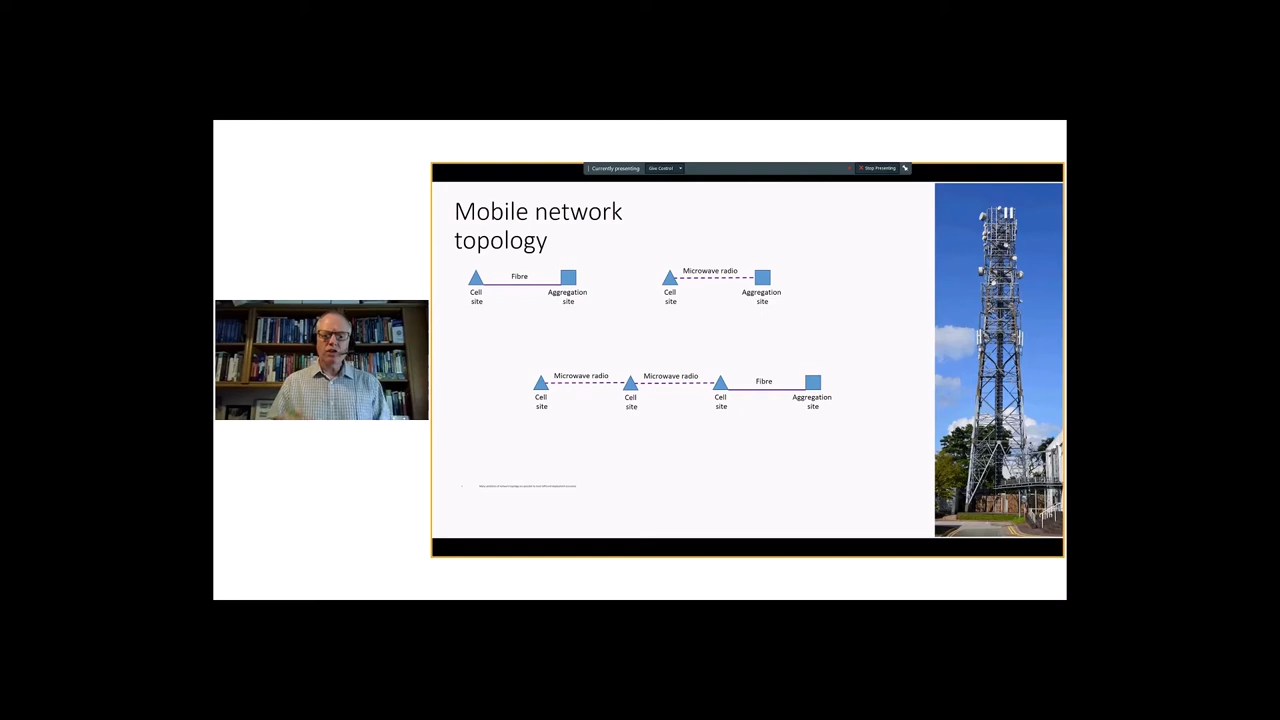 Currently presenting
Give Control
Stop Presenting
Mobile network
topology
Fibre
Cell
site
Aggregation
site
Microwave radio
Cell
site
Aggregation
site
Microwave radio
Microwave radio
Fibre
Cell
site
Cell
site
Cell
site
Aggregation
site